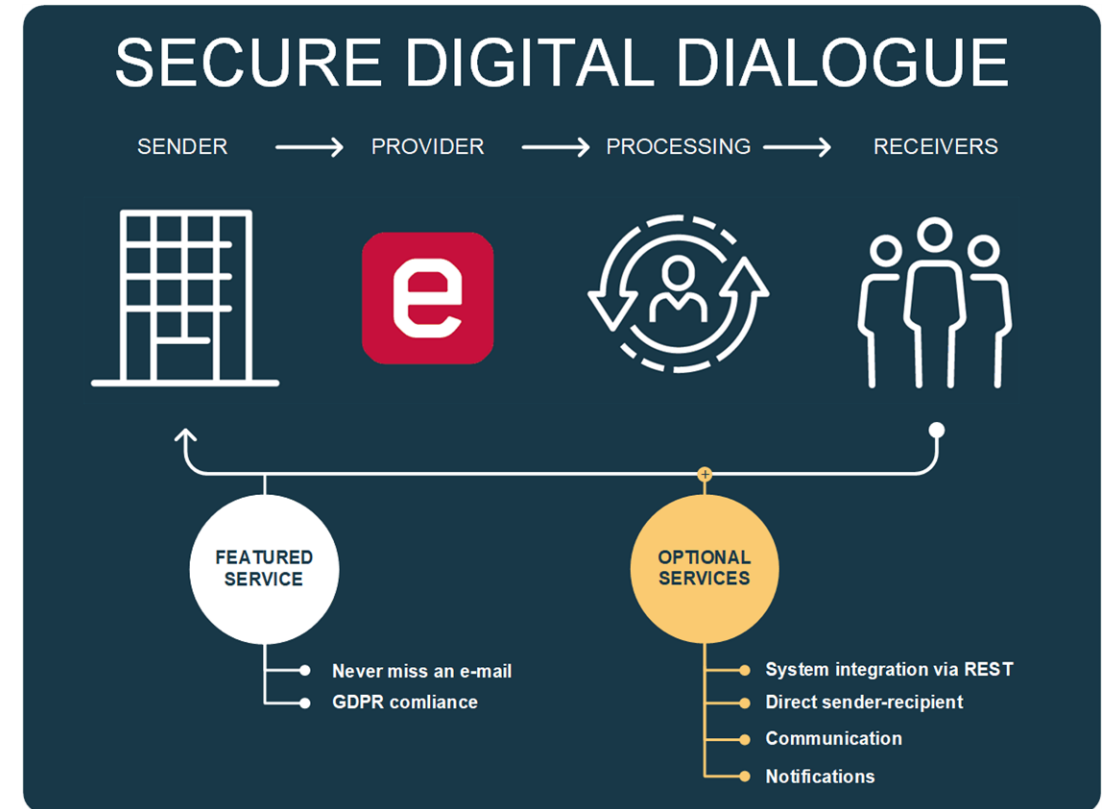 SECURE DIGITAL DIALOGUE
SENDER PROVIDER PROCESSING RECEIVERS
e
FEATURED
SERVICE
Never miss an e-mail
GDPR comliance
OPTIONAL
SERVICES
System integration via REST
Direct sender-recipient
Communication
Notifications